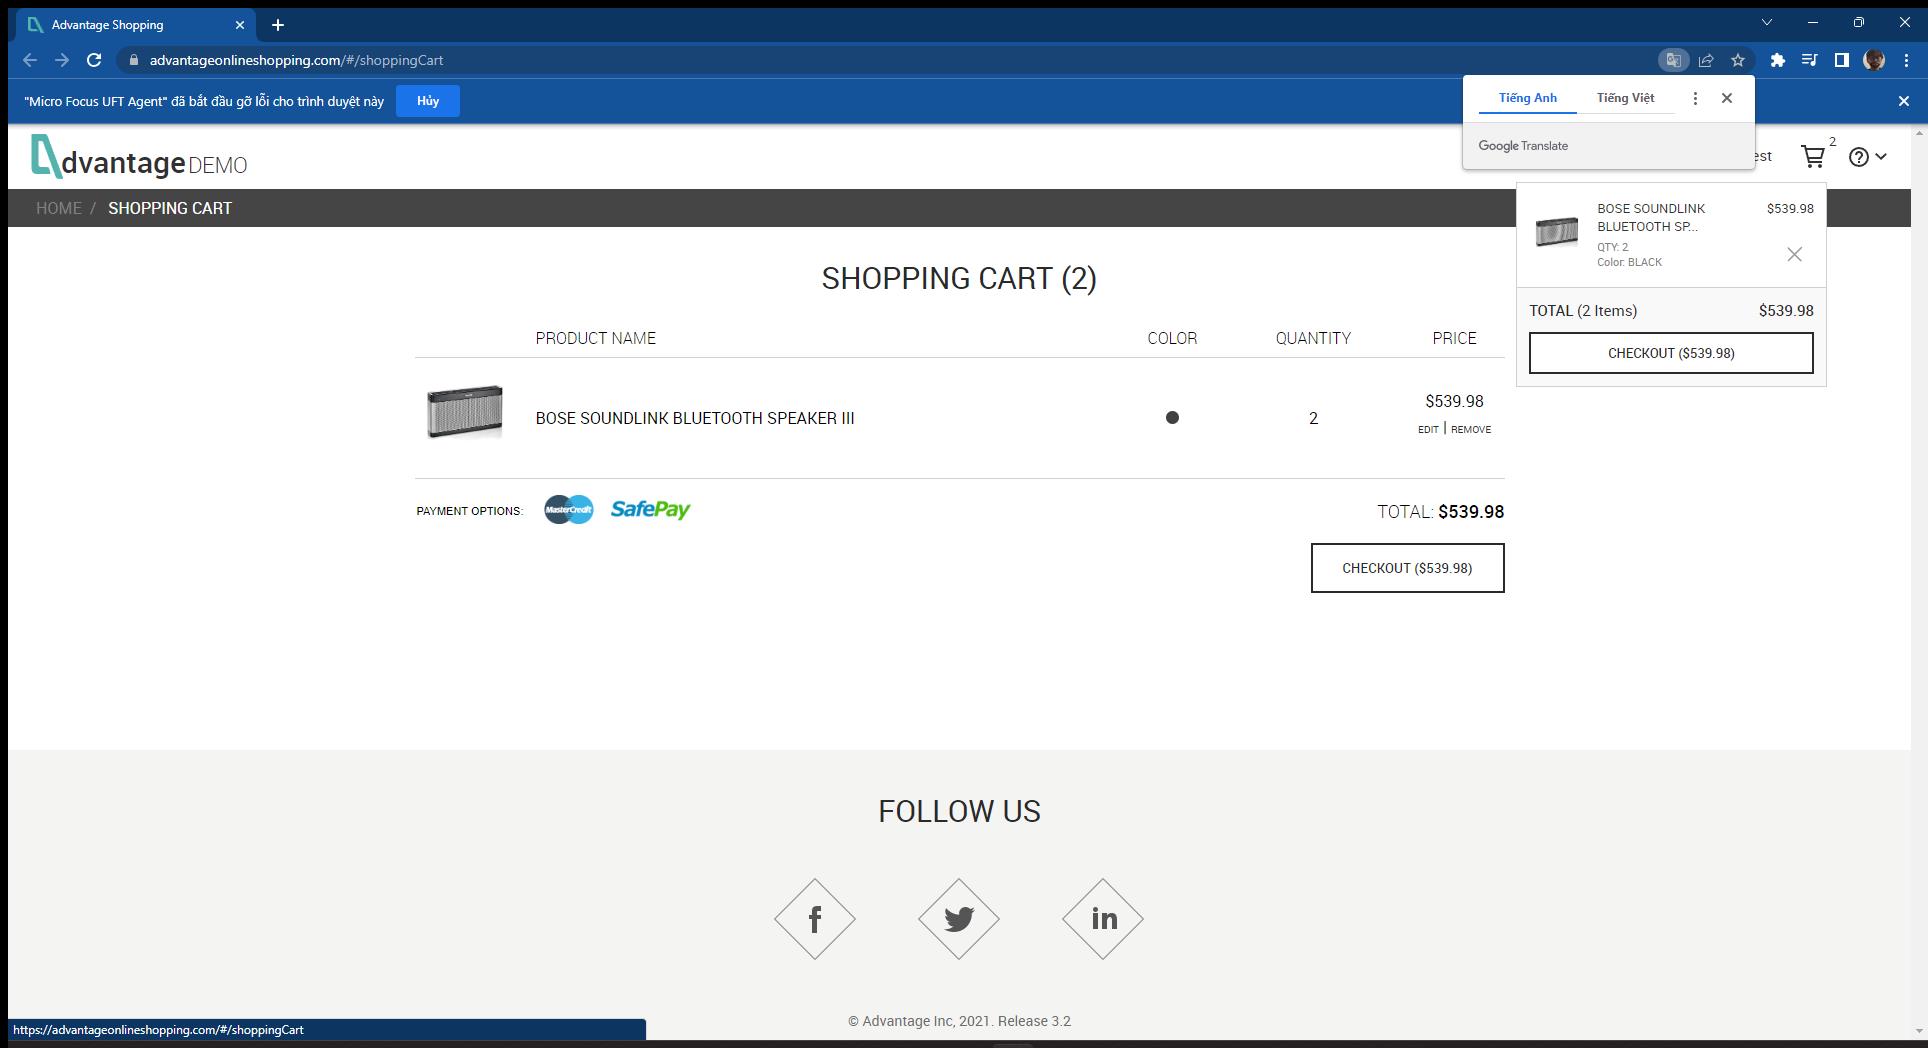 Advantage Shopping
advantageonlineshopping.com/#/shoppingCart
"Micro Focus UFT Agent" đã bắt đầu gỡ lỗi cho trình duyệt này
Hủy
Tiếng Anh Tiếng Việt
Google Translate
dvantage DEMO
est
2
HOME / SHOPPING CART
BOSE SOUNDLINK $539.98
BLUETOOTH SP...
QTY: 2
Color: BLACK
TOTAL (2 Items) $539.98
CHECKOUT ($539.98)
SHOPPING CART (2)
PRODUCT NAME COLOR QUANTITY PRICE
BOSE SOUNDLINK BLUETOOTH SPEAKER III 2 $539.98
EDIT | REMOVE
PAYMENT OPTIONS: MasterCredit SafePay TOTAL: $539.98
CHECKOUT ($539.98)
FOLLOW US
f in
© Advantage Inc, 2021. Release 3.2
https://advantageonlineshopping.com/#/shoppingCart